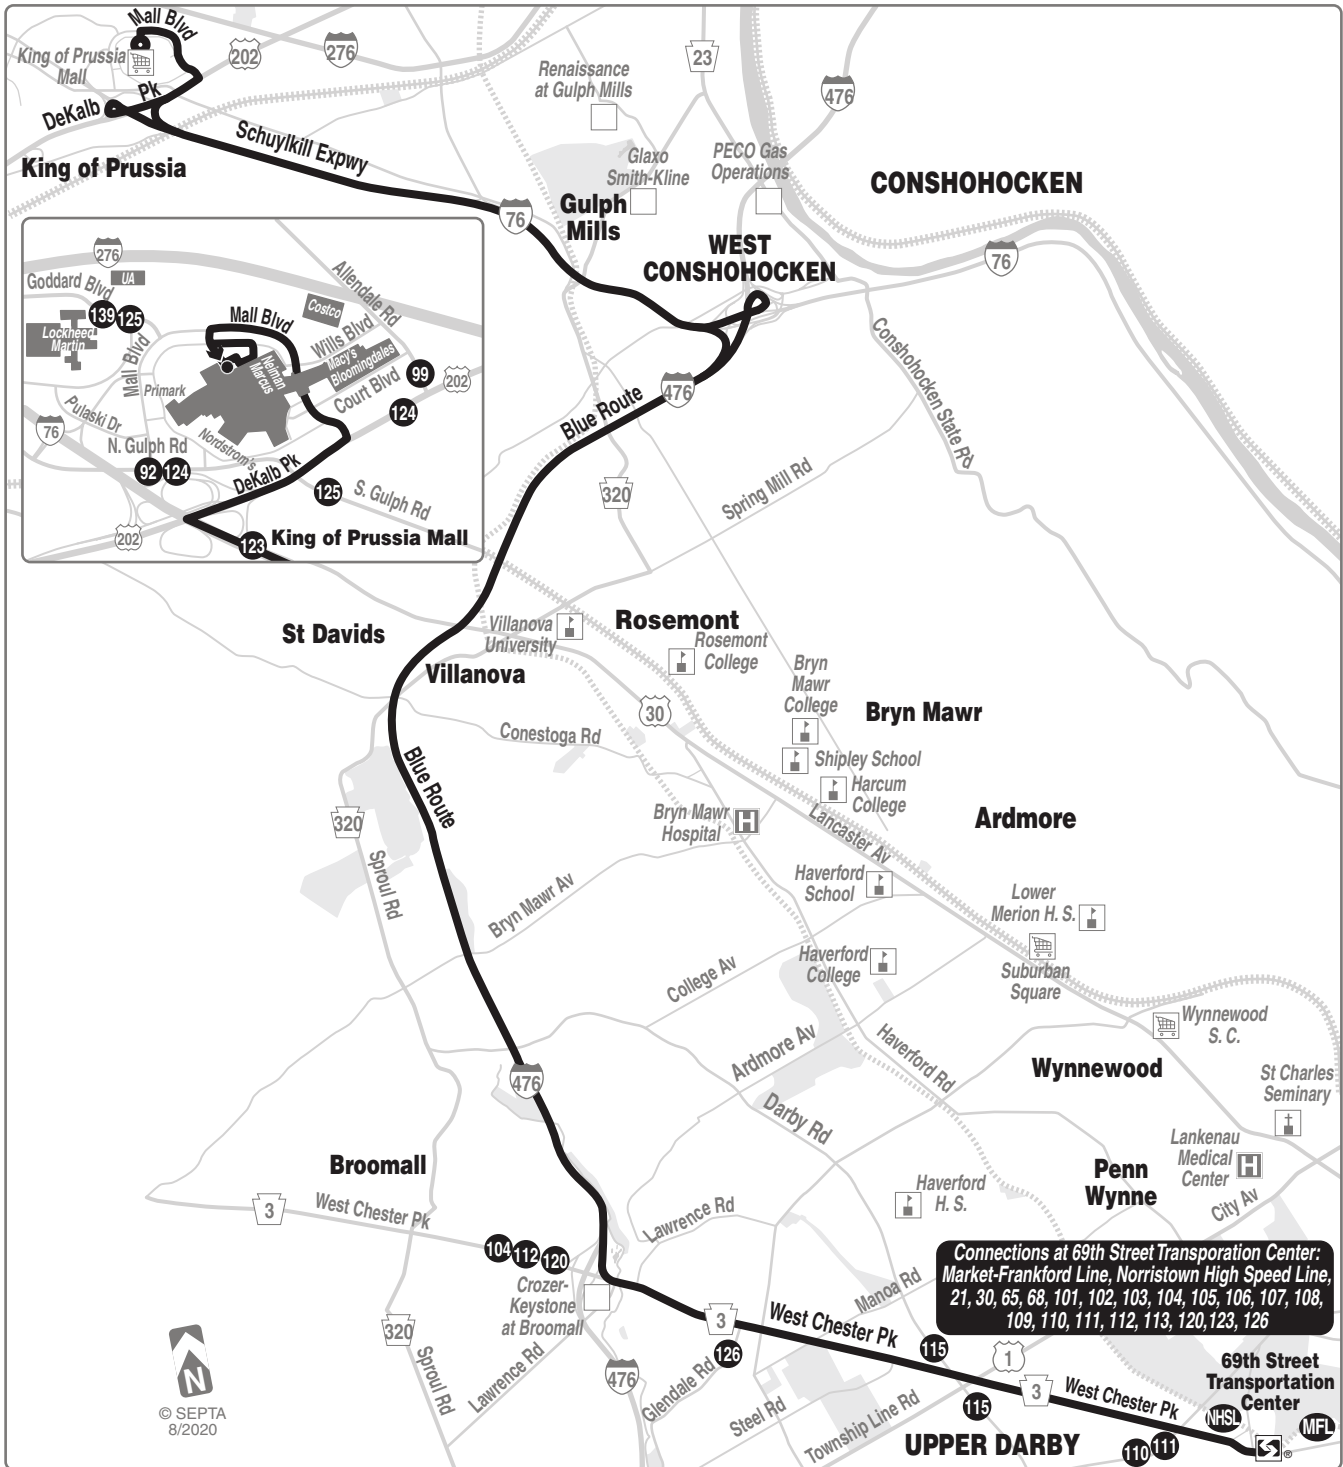 Mall Blvd
King of Prussia
Mall
202
276
DeKalb
Pk
Schuylkill Expwy
King of Prussia
Renaissance
at Gulph Mills
23
476
Glaxo
Smith-Kline
PECO Gas
Operations
CONSHOHOCKEN
76
Gulph
Mills
WEST
CONSHOHOCKEN
76
276
Goddard Blvd
UA
139
125
Lockheed
Martin
Mall Blvd
Primark
Mall Blvd
Costco
Allendale Rd
Wills Blvd
Neiman
Marcus
Macy's
Bloomingdales
Court Blvd
99
202
124
76
Pulaski Dr
N. Gulph Rd
92
124
Nordstrom's
DeKalb Pk
125
S. Gulph Rd
202
123
King of Prussia Mall
476
Blue Route
Conshohocken State Rd
320
Spring Mill Rd
St Davids
Villanova
University
Rosemont
Rosemont
College
Villanova
Bryn
Mawr
College
30
Bryn Mawr
Conestoga Rd
Shipley School
Harcum
College
Blue Route
320
Sproul Rd
Bryn Mawr
Hospital
H
Lancaster Av
Ardmore
Haverford
School
Bryn Mawr Av
Lower
Merion H. S.
Haverford
College
Suburban
Square
College Av
Wynnewood
S. C.
Ardmore Av
Haverford Rd
476
Wynnewood
St Charles
Seminary
Darby Rd
Broomall
Lankenau
Medical
Center
H
Penn
Wynne
City Av
Haverford
H. S.
3
West Chester Pk
Lawrence Rd
104
112
120
Crozer-
Keystone
at Broomall
Manoa Rd
Connections at 69th Street Transporation Center:
Market-Frankford Line, Norristown High Speed Line,
21, 30, 65, 68, 101, 102, 103, 104, 105, 106, 107, 108,
109, 110, 111, 112, 113, 120,123, 126
320
3
West Chester Pk
115
126
1
69th Street
Transportation
Center
Sproul Rd
Lawrence Rd
476
Glendale Rd
Steel Rd
Township Line Rd
115
3
West Chester Pk
NHSL
MFL
UPPER DARBY
110
111
®
N
© SEPTA
8/2020